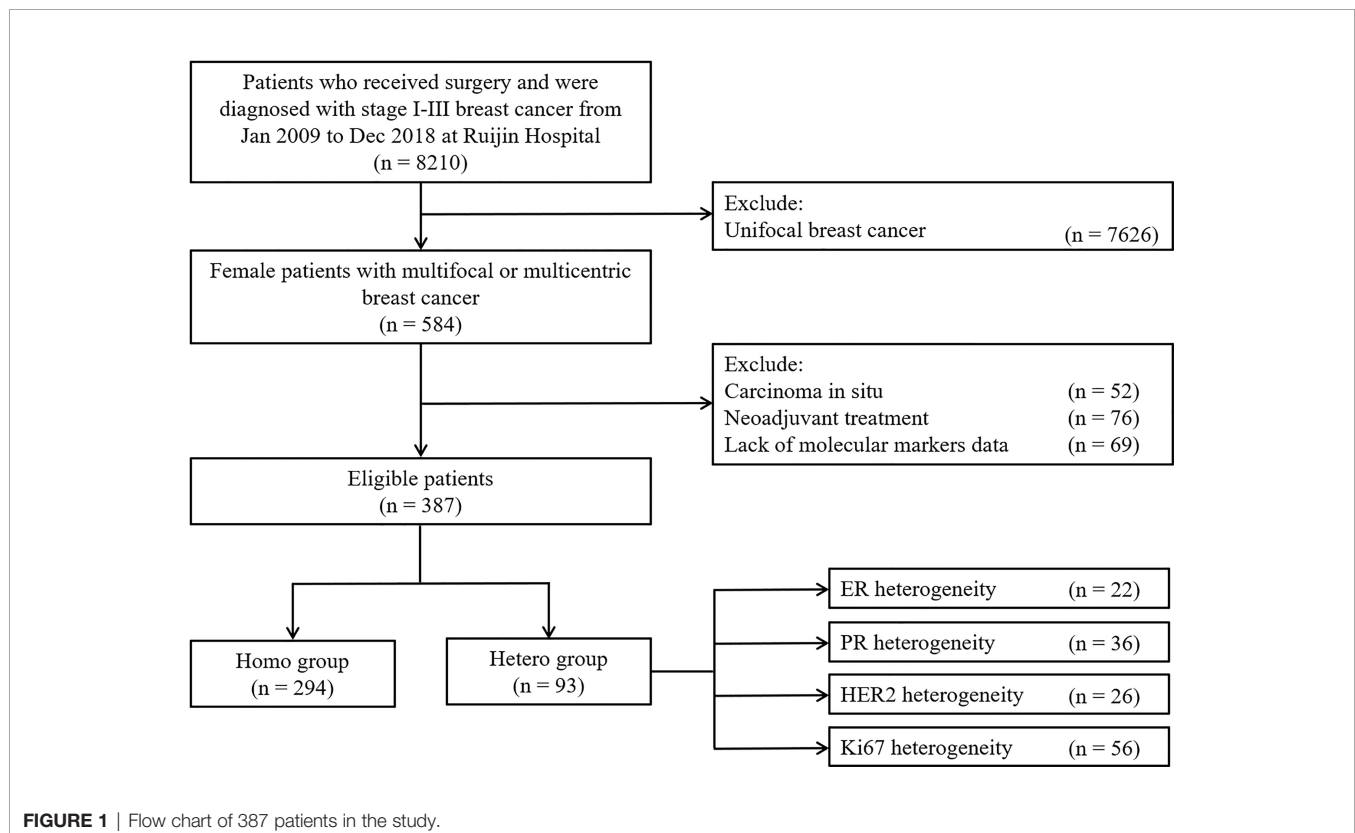 Patients who received surgery and were
diagnosed with stage I-III breast cancer from
Jan 2009 to Dec 2018 at Ruijin Hospital
(n = 8210)
Exclude:
Unifocal breast cancer (n = 7626)
Female patients with multifocal or multicentric
breast cancer
(n = 584)
Exclude:
Carcinoma in situ (n = 52)
Neoadjuvant treatment (n = 76)
Lack of molecular markers data (n = 69)
Eligible patients
(n = 387)
Homo group
(n = 294)
Hetero group
(n = 93)
ER heterogeneity (n = 22)
PR heterogeneity (n = 36)
HER2 heterogeneity (n = 26)
Ki67 heterogeneity (n = 56)
FIGURE 1 | Flow chart of 387 patients in the study.